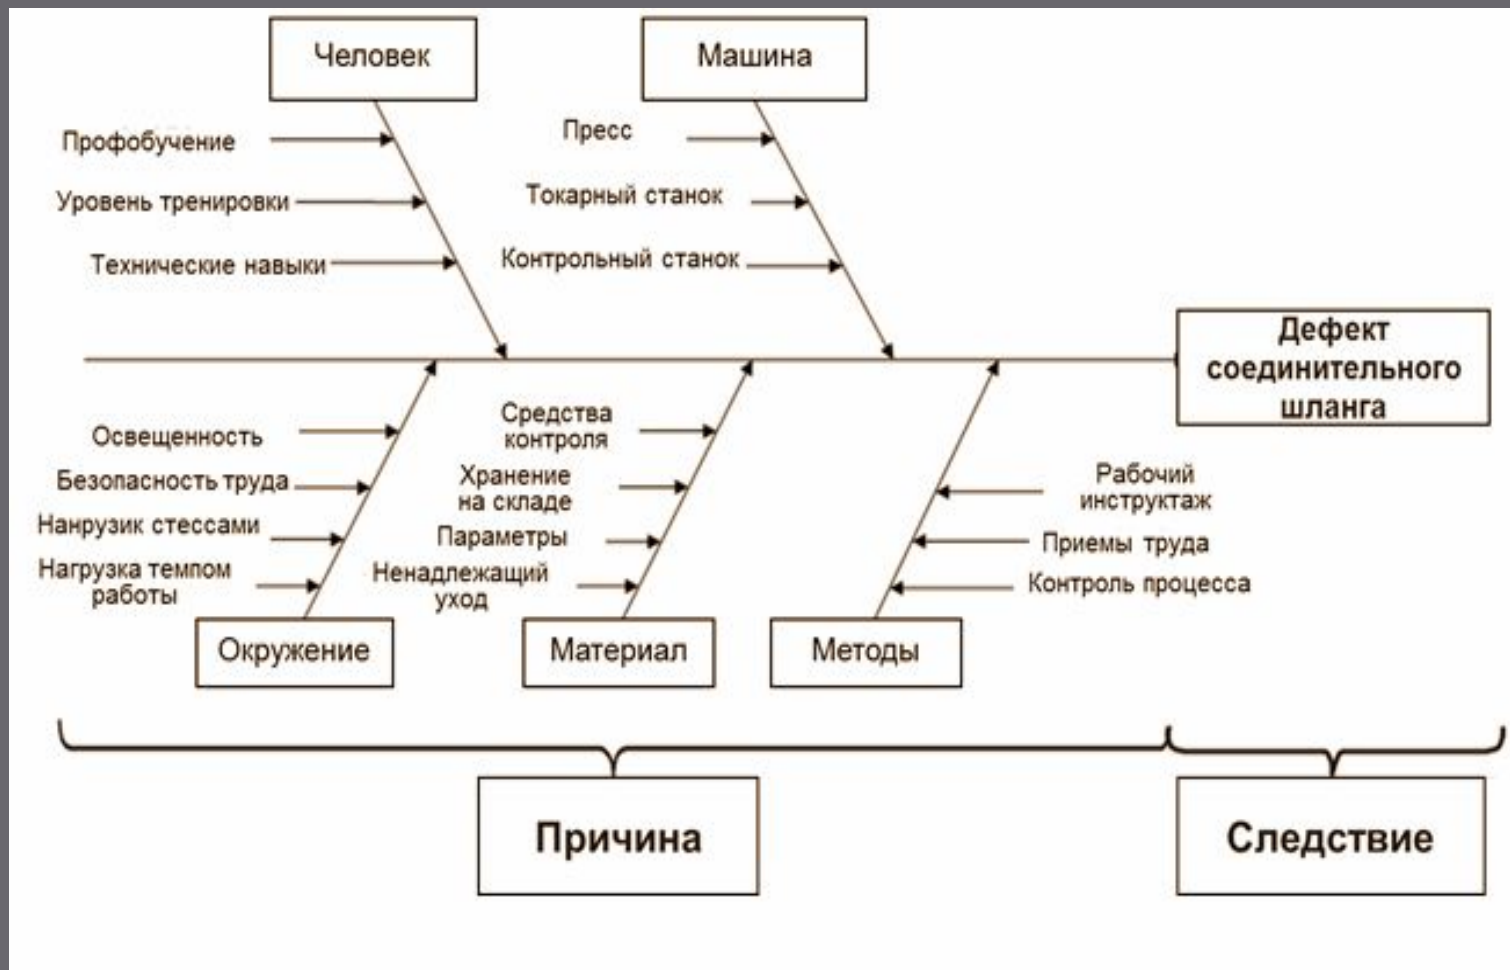 Человек
Машина
Профобучение
Уровень тренировки
Технические навыки
Пресс
Токарный станок
Контрольный станок
Дефект
соединительного
шланга
Освещенность
Безопасность труда
Нанрузик стессами
Нагрузка темпом
работы
Средства
контроля
Хранение
на складе
Параметры
Ненадлежащий
уход
Рабочий
инструктаж
Приемы труда
Контроль процесса
Окружение
Материал
Методы
Причина
Следствие